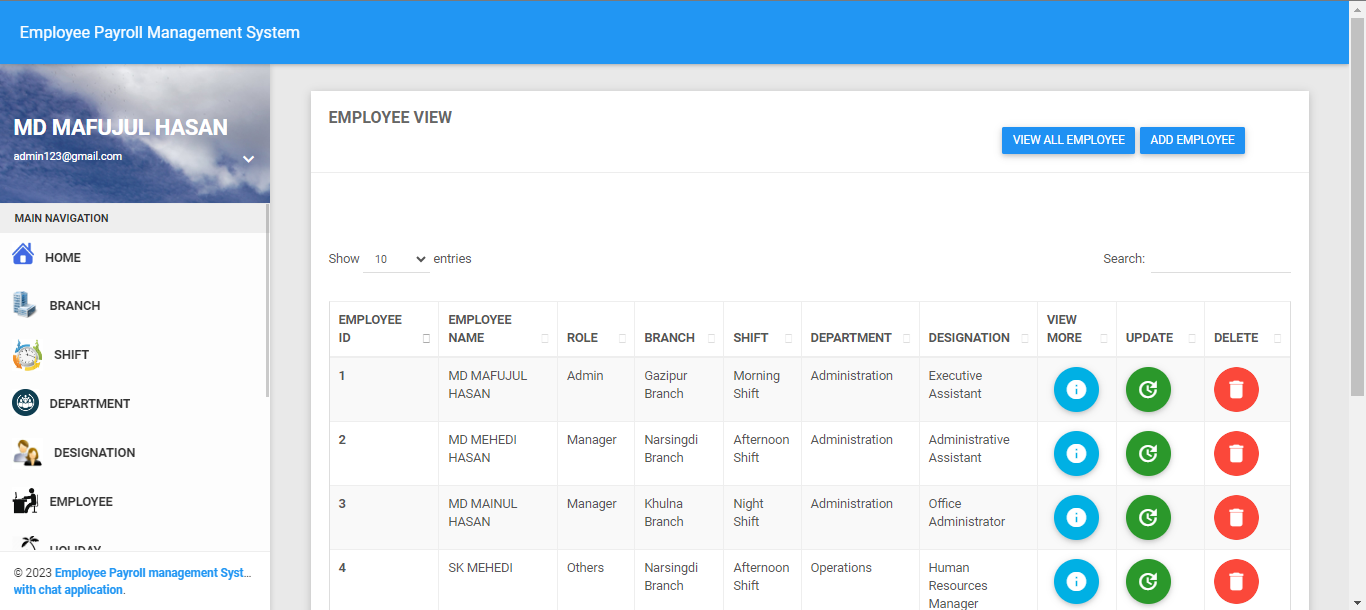 Employee Payroll Management System
MD MAFUJUL HASAN
admin123@gmail.com
MAIN NAVIGATION
HOME
BRANCH
SHIFT
DEPARTMENT
DESIGNATION
EMPLOYEE
HOLIDAY
© 2023 Employee Payroll management Syst...
with chat application.
EMPLOYEE VIEW
VIEW ALL EMPLOYEE ADD EMPLOYEE
Show 10 entries Search:
EMPLOYEE EMPLOYEE VIEW
ID NAME ROLE BRANCH SHIFT DEPARTMENT DESIGNATION MORE UPDATE DELETE
1 MD MAFUJUL Admin Gazipur Morning Administration Executive
HASAN Branch Shift Assistant
2 MD MEHEDI Manager Narsingdi Afternoon Administration Administrative
HASAN Branch Shift Assistant
3 MD MAINUL Manager Khulna Night Administration Office
HASAN Branch Shift Administrator
4 SK MEHEDI Others Narsingdi Afternoon Operations Human
Branch Shift Resources
Manager